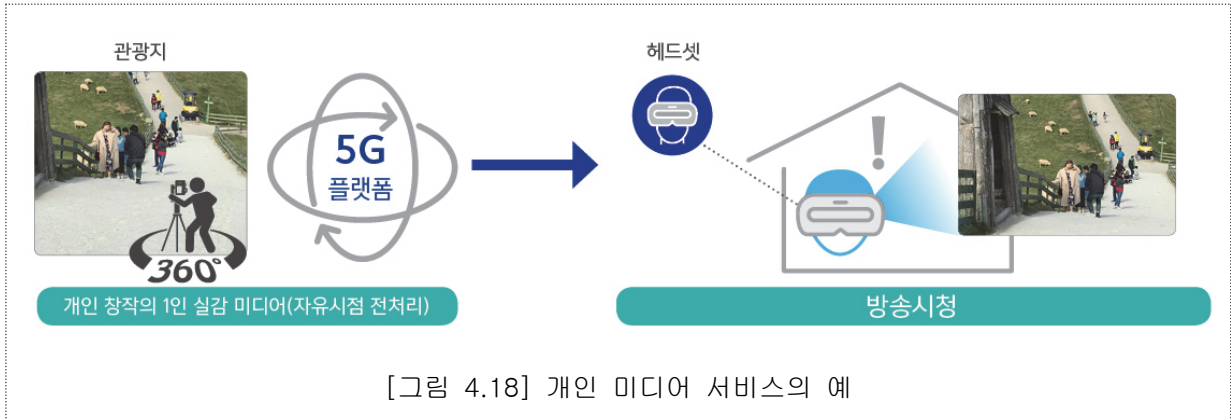 관광지
헤드셋
5G
플랫폼
360°
개인 창작의 1인 실감 미디어(자유시점 전처리)
방송시청
[그림 4.18] 개인 미디어 서비스의 예